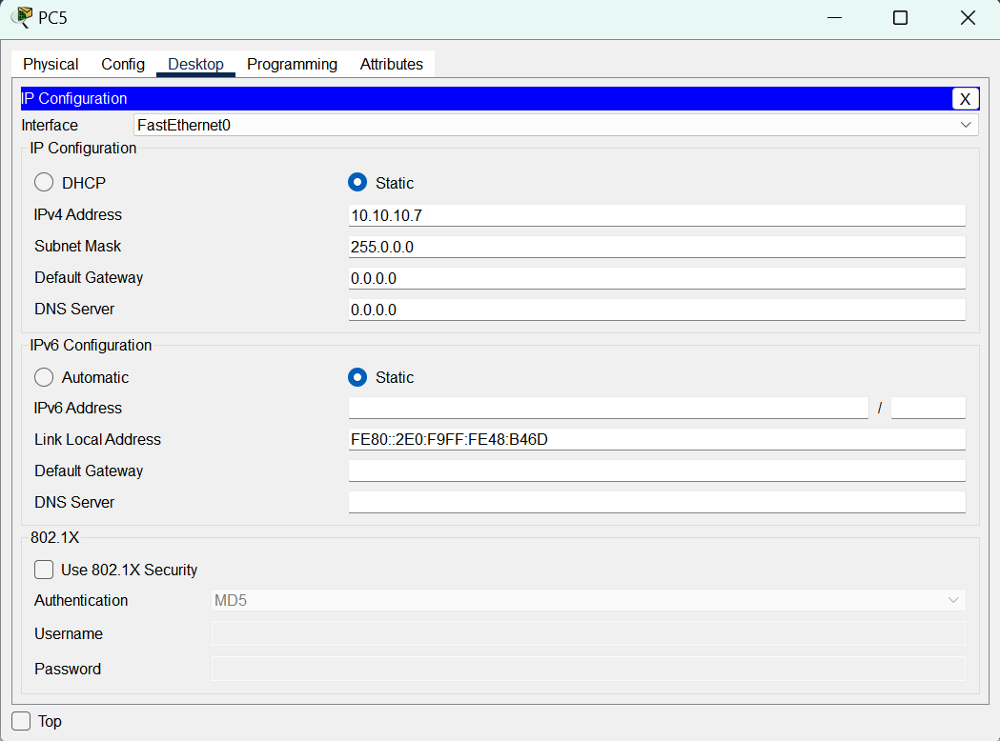 PC5
Physical Config Desktop Programming Attributes
IP Configuration X
Interface FastEthernet0
IP Configuration
DHCP Static
IPv4 Address 10.10.10.7
Subnet Mask 255.0.0.0
Default Gateway 0.0.0.0
DNS Server 0.0.0.0
IPv6 Configuration
Automatic Static
IPv6 Address /
Link Local Address FE80::2E0:F9FF:FE48:B46D
Default Gateway
DNS Server
802.1X
Use 802.1X Security
Authentication MD5
Username
Password
Top